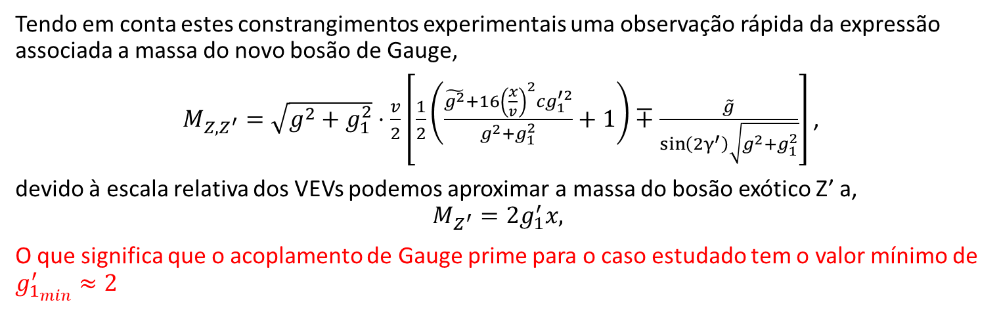 Tendo em conta estes constrangimentos experimentais uma observação rápida da expressão
associada a massa do novo bosão de Gauge,
$M_{Z,Z'} = \sqrt{g^2 + g_1^2} \cdot \frac{v}{2} \left[ \frac{1}{2} \left( \frac{\widetilde{g^2} + 16 \left( \frac{x}{v} \right)^2 c g_1'^2}{g^2 + g_1^2} + 1 \right) \mp \frac{\tilde{g}}{\sin(2\gamma') \sqrt{g^2 + g_1^2}} \right],$
devido à escala relativa dos VEVs podemos aproximar a massa do bosão exótico Z’ a,
$M_{Z'} = 2g_1'x,$
O que significa que o acoplamento de Gauge prime para o caso estudado tem o valor mínimo de
$g'_{1_{min}} \approx 2$